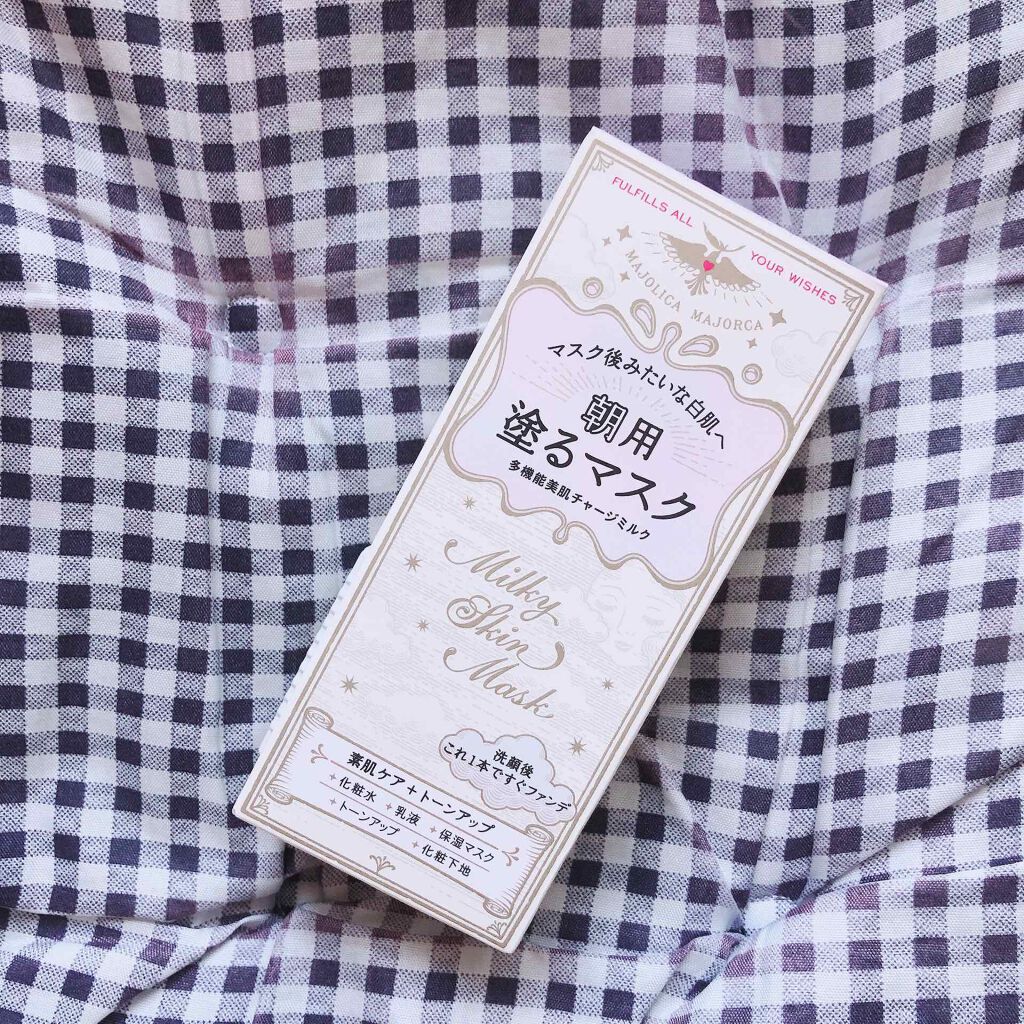 FULFILLS ALL YOUR WISHES
MAJOLICA MAJORCA
マスク後みたいな白肌へ
朝用
塗るマスク
多機能美肌チャージミルク
Milky
Skin
Mask
洗顔後
これ1本ですぐファンデ
素肌ケア+トーンアップ
+化粧水 +乳液 +保湿マスク
+トーンアップ +化粧下地